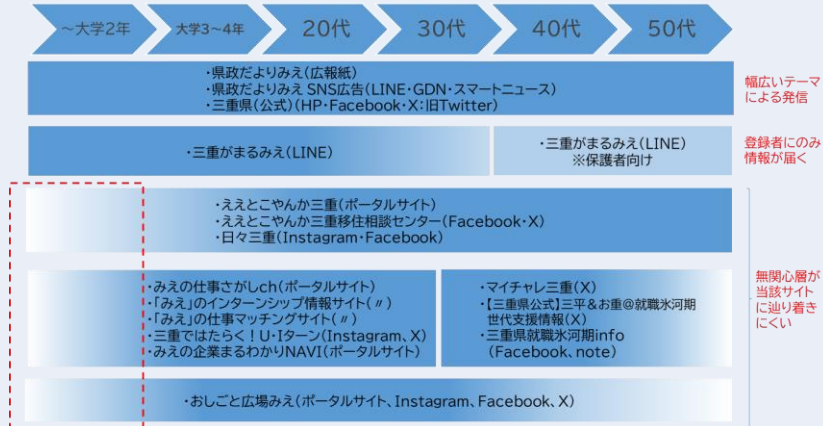 ～大学2年
大学3～4年
20代
30代
40代
50代
・県政だよりみえ(広報紙)
・県政だよりみえ SNS広告(LINE・GDN・スマートニュース)
・三重県(公式)(HP・Facebook・X:旧Twitter)
幅広いテーマ
による発信
・三重がまるみえ(LINE)
・三重がまるみえ(LINE)
※保護者向け
登録者にのみ
情報が届く
・ええとこやんか三重(ポータルサイト)
・ええとこやんか三重移住相談センター(Facebook・X)
・日々三重(Instagram・Facebook)
・みえの仕事さがしch(ポータルサイト)
・「みえ」のインターンシップ情報サイト(〃)
・「みえ」の仕事マッチングサイト(〃)
・三重ではたらく！U・Iターン(Instagram、X)
・みえの企業まるわかりNAVI(ポータルサイト)
・マイチャレ三重(X)
・【三重県公式】三平&お重@就職氷河期
世代支援情報(X)
・三重県就職氷河期info
(Facebook、note)
無関心層が
当該サイト
に辿り着き
にくい
・おしごと広場みえ(ポータルサイト、Instagram、Facebook、X)